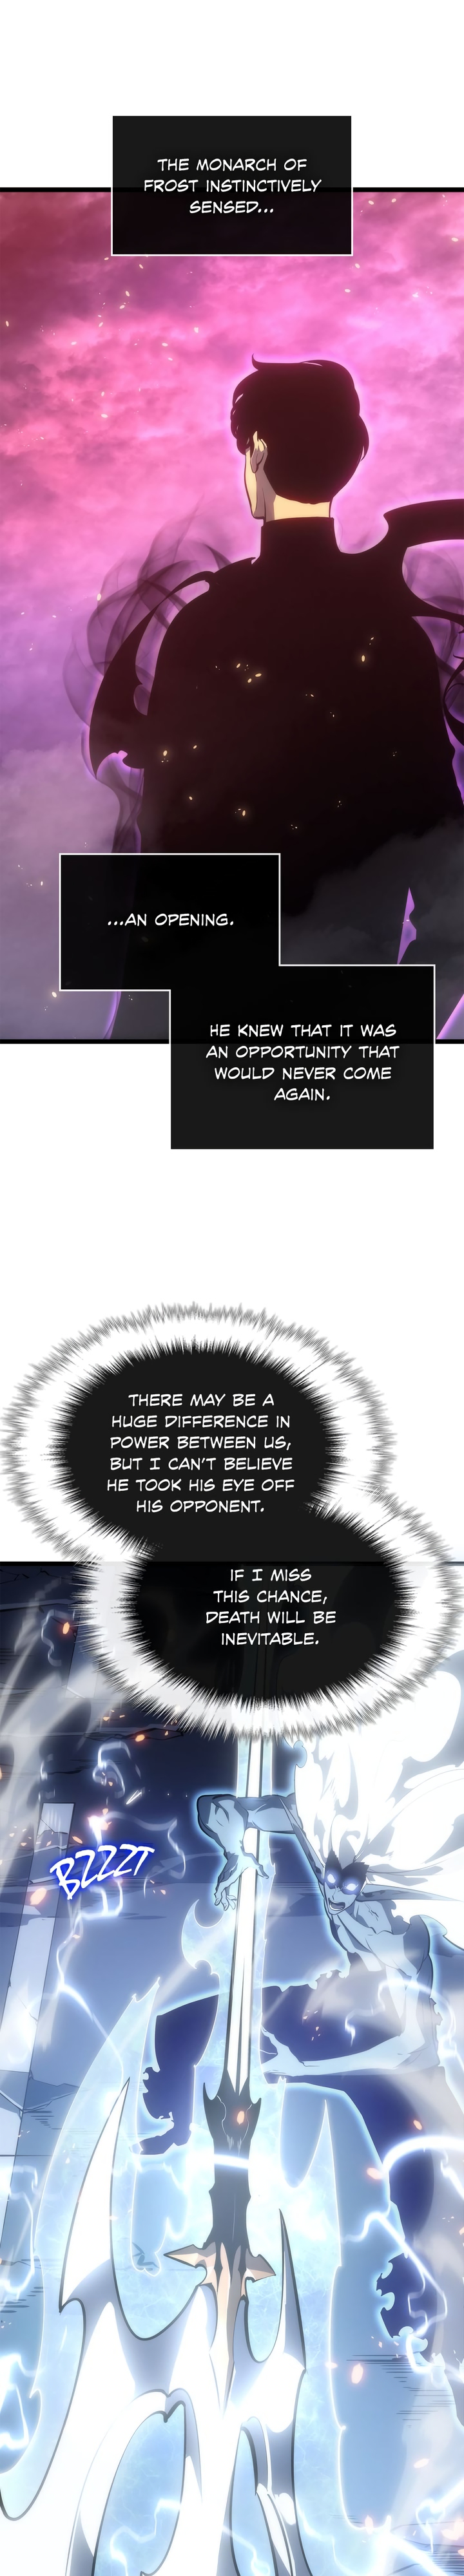 THE MONARCH OF
FROST INSTINCTIVELY
SENSED...
...AN OPENING.
HE KNEW THAT IT WAS
AN OPPORTUNITY THAT
WOULD NEVER COME
AGAIN.
THERE MAY BE A
HUGE DIFFERENCE IN
POWER BETWEEN US,
BUT I CAN'T BELIEVE
HE TOOK HIS EYE OFF
HIS OPPONENT.
IF I MISS
THIS CHANCE,
DEATH WILL BE
INEVITABLE.
BZZZT